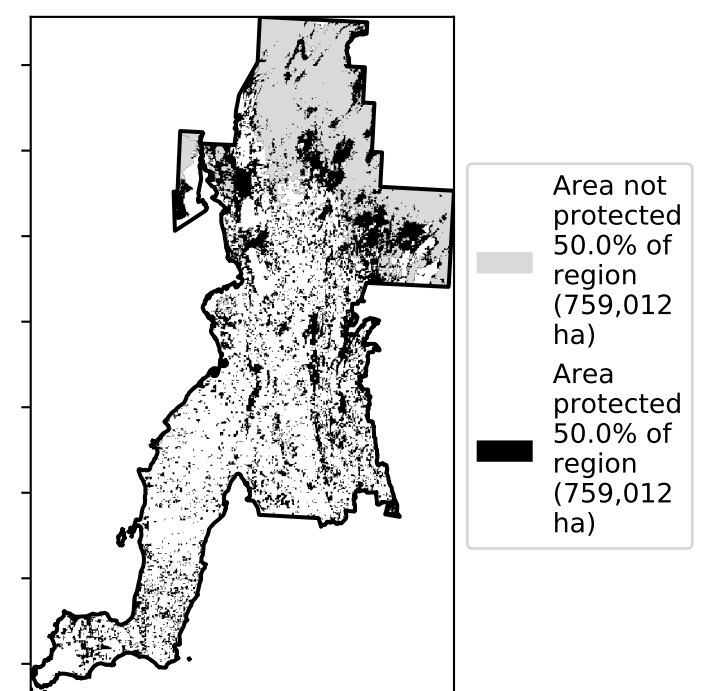 Area not
protected
50.0% of
region
(759,012
ha)
Area
protected
50.0% of
region
(759,012
ha)